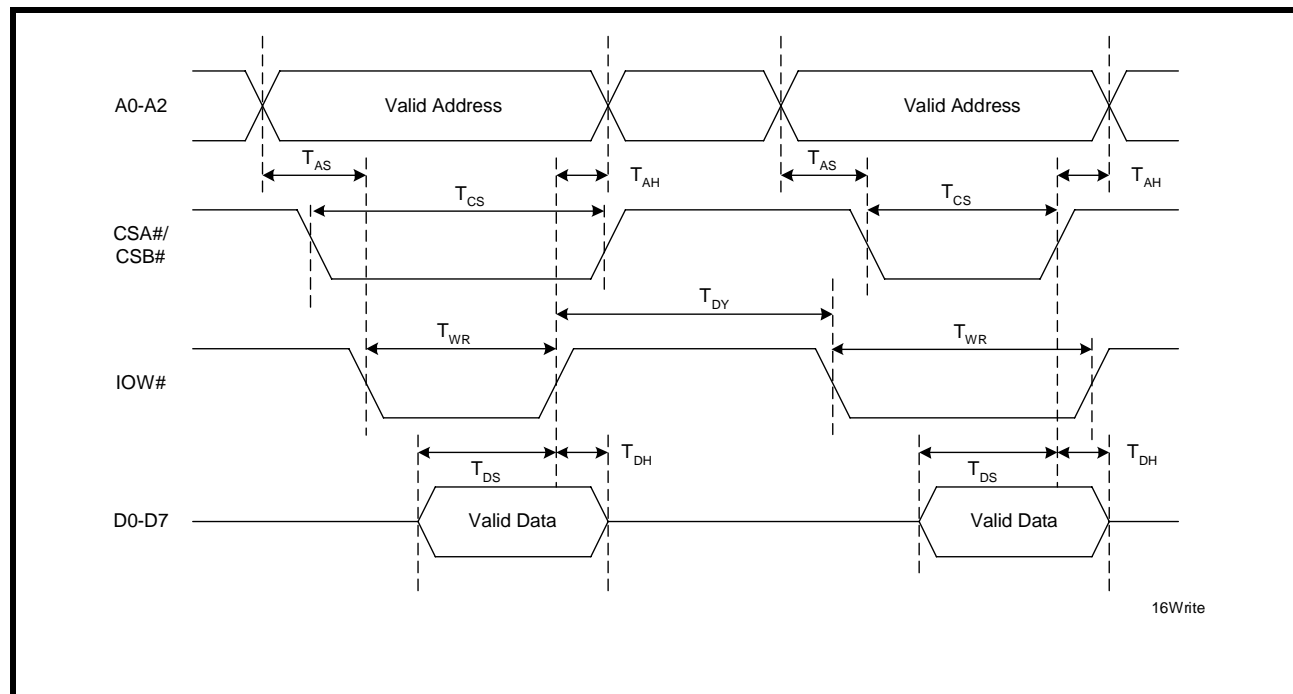 A0-A2
Valid Address
Valid Address
TAS
TAH
TAS
TAH
TCS
TCS
CSA#/
CSB#
TDY
TWR
TWR
IOW#
TDS
TDH
TDS
TDH
D0-D7
Valid Data
Valid Data
16Write